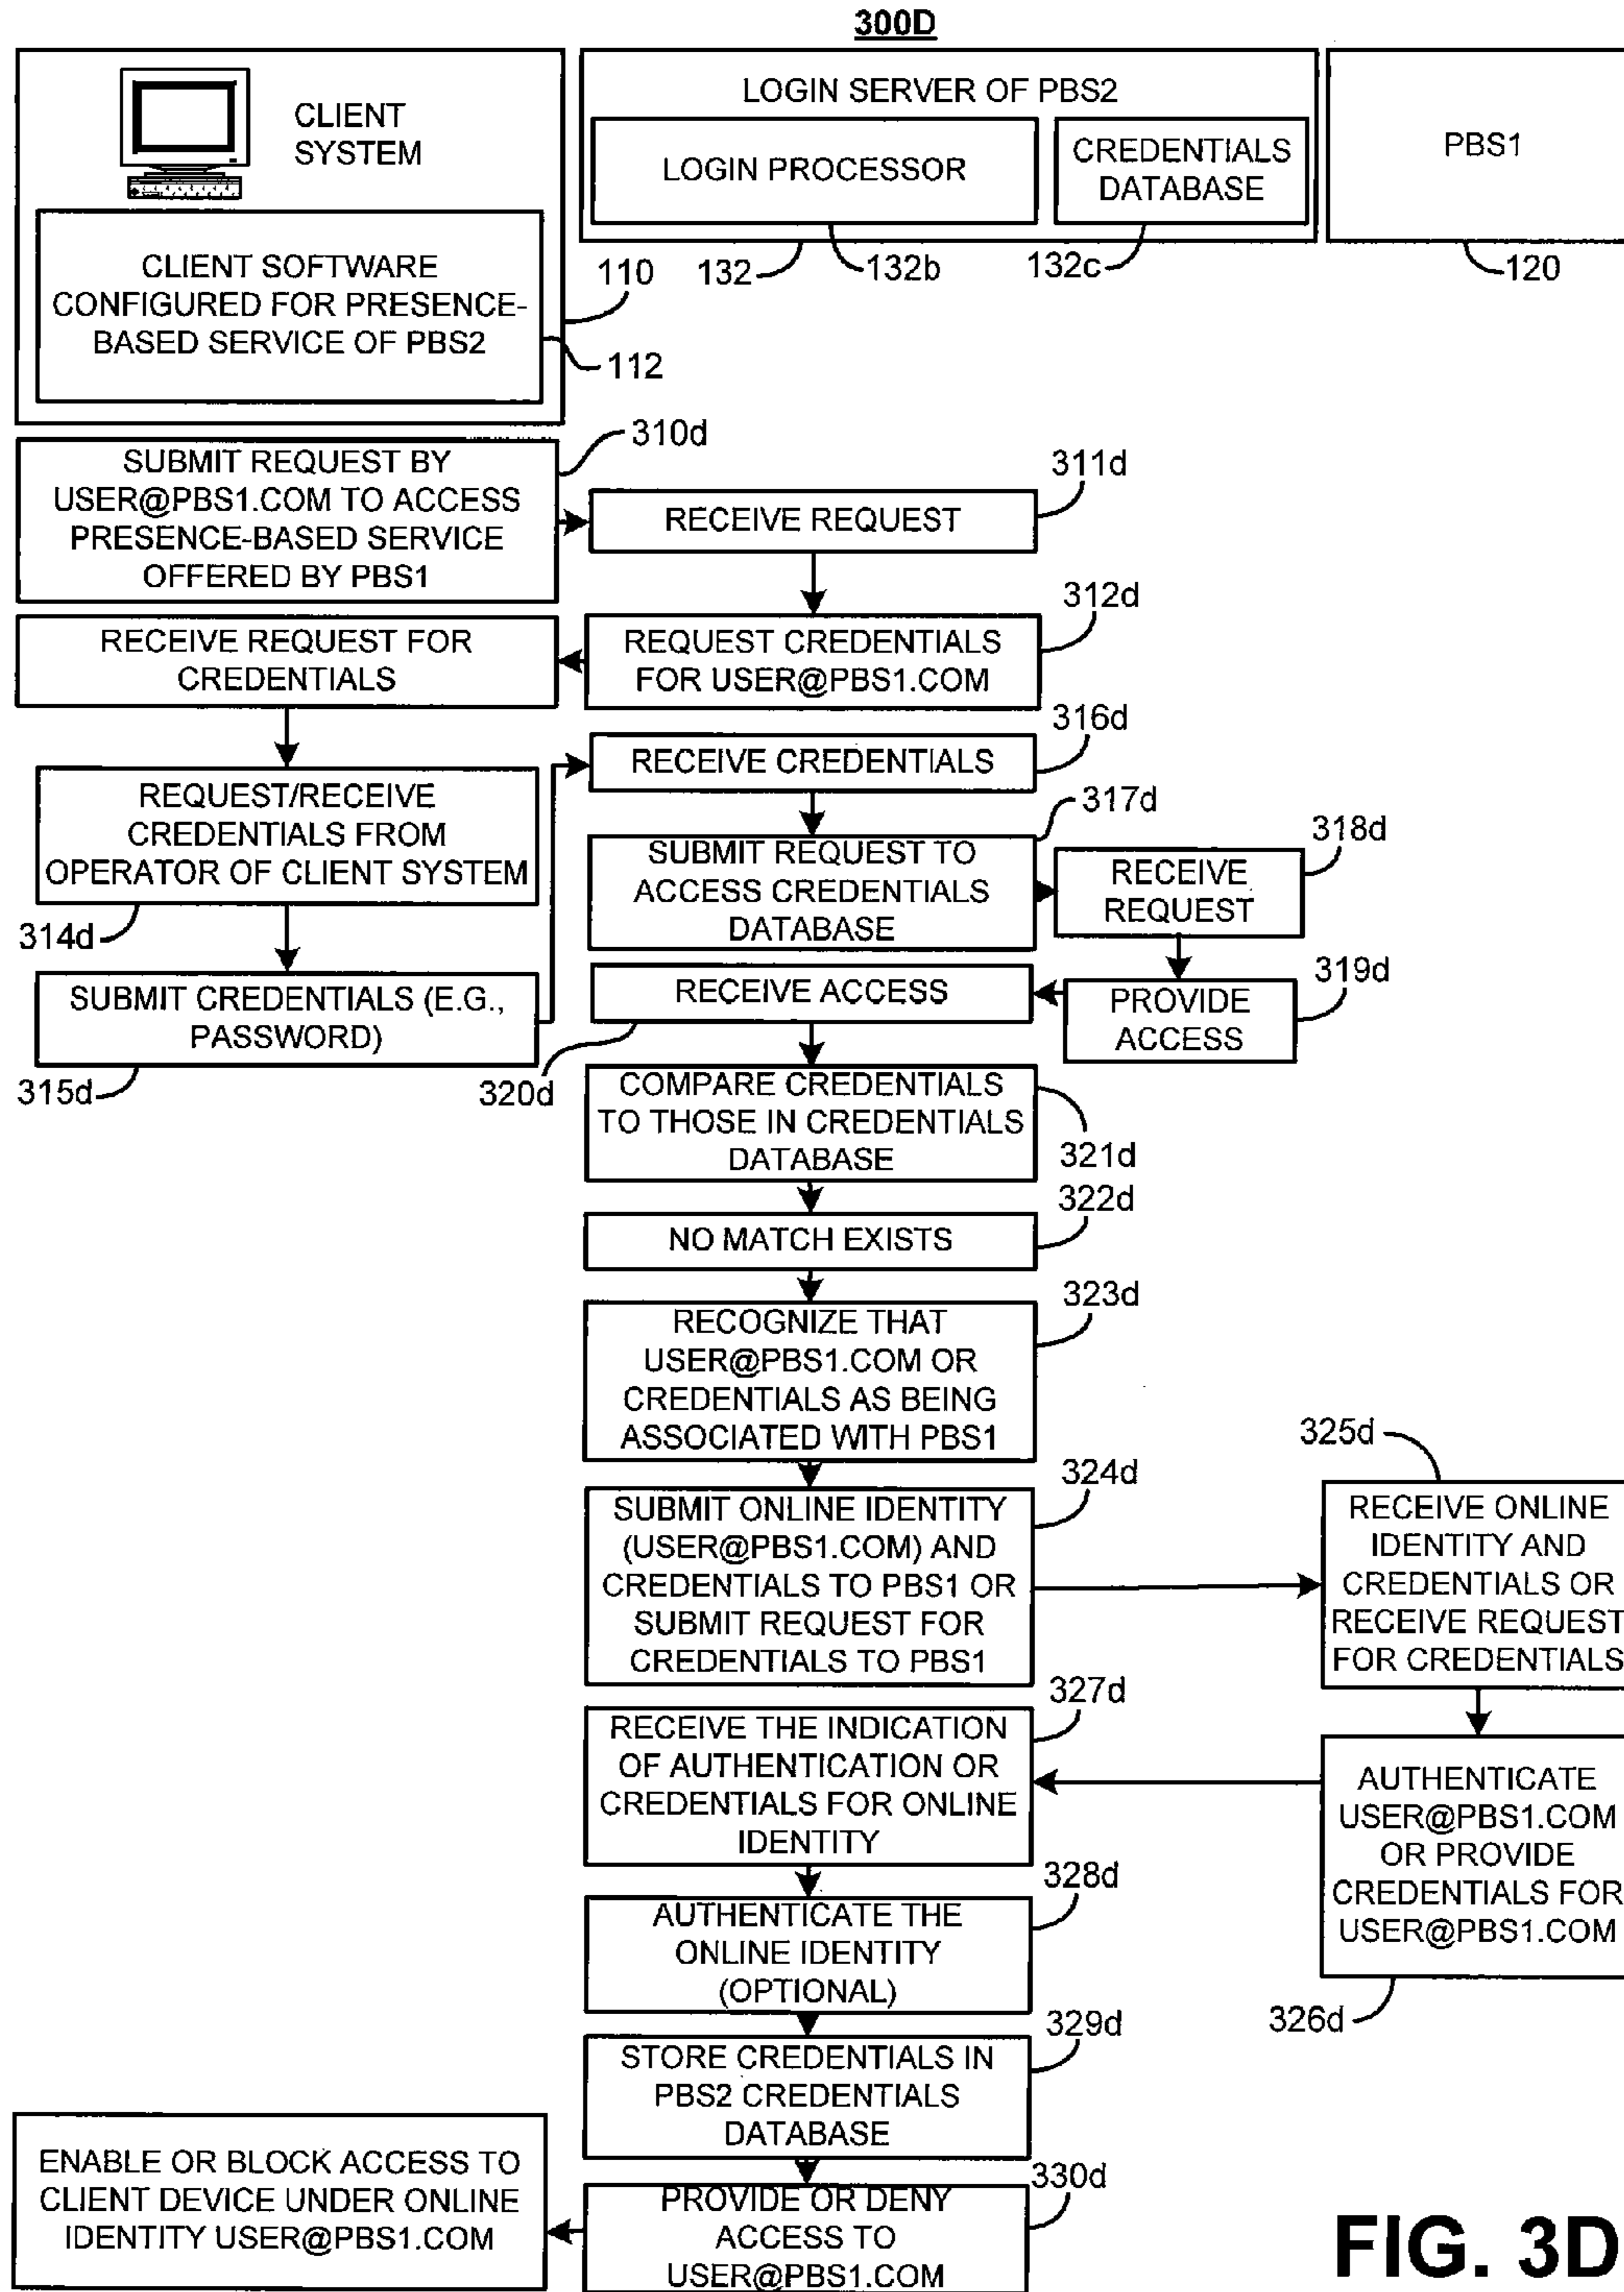 300D
CLIENT
SYSTEM
CLIENT SOFTWARE
CONFIGURED FOR PRESENCE-
BASED SERVICE OF PBS2
110
112
LOGIN SERVER OF PBS2
LOGIN PROCESSOR
CREDENTIALS
DATABASE
132
132b
132c
PBS1
120
SUBMIT REQUEST BY
USER@PBS1.COM TO ACCESS
PRESENCE-BASED SERVICE
OFFERED BY PBS1
310d
RECEIVE REQUEST
311d
REQUEST CREDENTIALS
FOR USER@PBS1.COM
312d
RECEIVE REQUEST FOR
CREDENTIALS
REQUEST/RECEIVE
CREDENTIALS FROM
OPERATOR OF CLIENT SYSTEM
314d
SUBMIT CREDENTIALS (E.G.,
PASSWORD)
315d
RECEIVE CREDENTIALS
316d
SUBMIT REQUEST TO
ACCESS CREDENTIALS
DATABASE
317d
RECEIVE
REQUEST
318d
PROVIDE
ACCESS
319d
RECEIVE ACCESS
320d
COMPARE CREDENTIALS
TO THOSE IN CREDENTIALS
DATABASE
321d
NO MATCH EXISTS
322d
RECOGNIZE THAT
USER@PBS1.COM OR
CREDENTIALS AS BEING
ASSOCIATED WITH PBS1
323d
SUBMIT ONLINE IDENTITY
(USER@PBS1.COM) AND
CREDENTIALS TO PBS1 OR
SUBMIT REQUEST FOR
CREDENTIALS TO PBS1
324d
325d
RECEIVE ONLINE
IDENTITY AND
CREDENTIALS OR
RECEIVE REQUEST
FOR CREDENTIALS
AUTHENTICATE
USER@PBS1.COM
OR PROVIDE
CREDENTIALS FOR
USER@PBS1.COM
326d
RECEIVE THE INDICATION
OF AUTHENTICATION OR
CREDENTIALS FOR ONLINE
IDENTITY
327d
AUTHENTICATE THE
ONLINE IDENTITY
(OPTIONAL)
328d
STORE CREDENTIALS IN
PBS2 CREDENTIALS
DATABASE
329d
PROVIDE OR DENY
ACCESS TO
USER@PBS1.COM
330d
ENABLE OR BLOCK ACCESS TO
CLIENT DEVICE UNDER ONLINE
IDENTITY USER@PBS1.COM
FIG. 3D